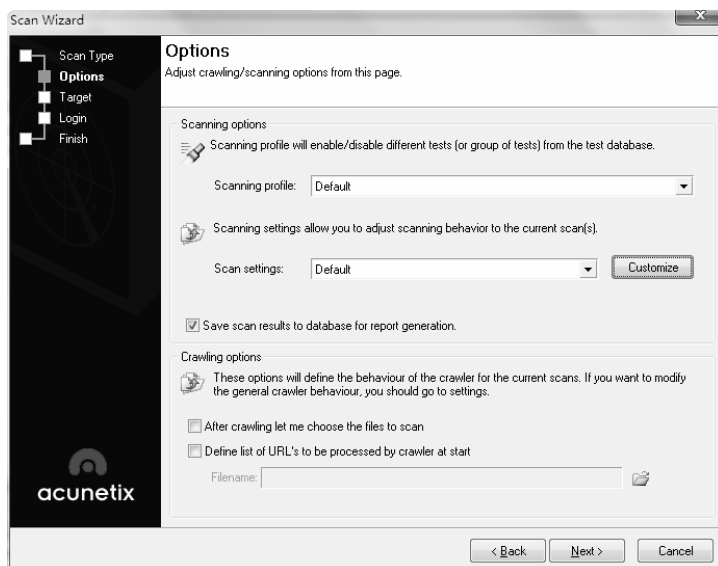 Scan Wizard
x
Scan Type
Options
Target
Login
Finish
acunetix
Options
Adjust crawling/scanning options from this page.
Scanning options
Scanning profile will enable/disable different tests (or group of tests) from the test database.
Scanning profile: Default
Scanning settings allow you to adjust scanning behavior to the current scan(s).
Scan settings: Default Customize
Save scan results to database for report generation.
Crawling options
These options will define the behaviour of the crawler for the current scans. If you want to modify
the general crawler behaviour, you should go to settings.
After crawling let me choose the files to scan
Define list of URL's to be processed by crawler at start
Filename:
< Back Next > Cancel